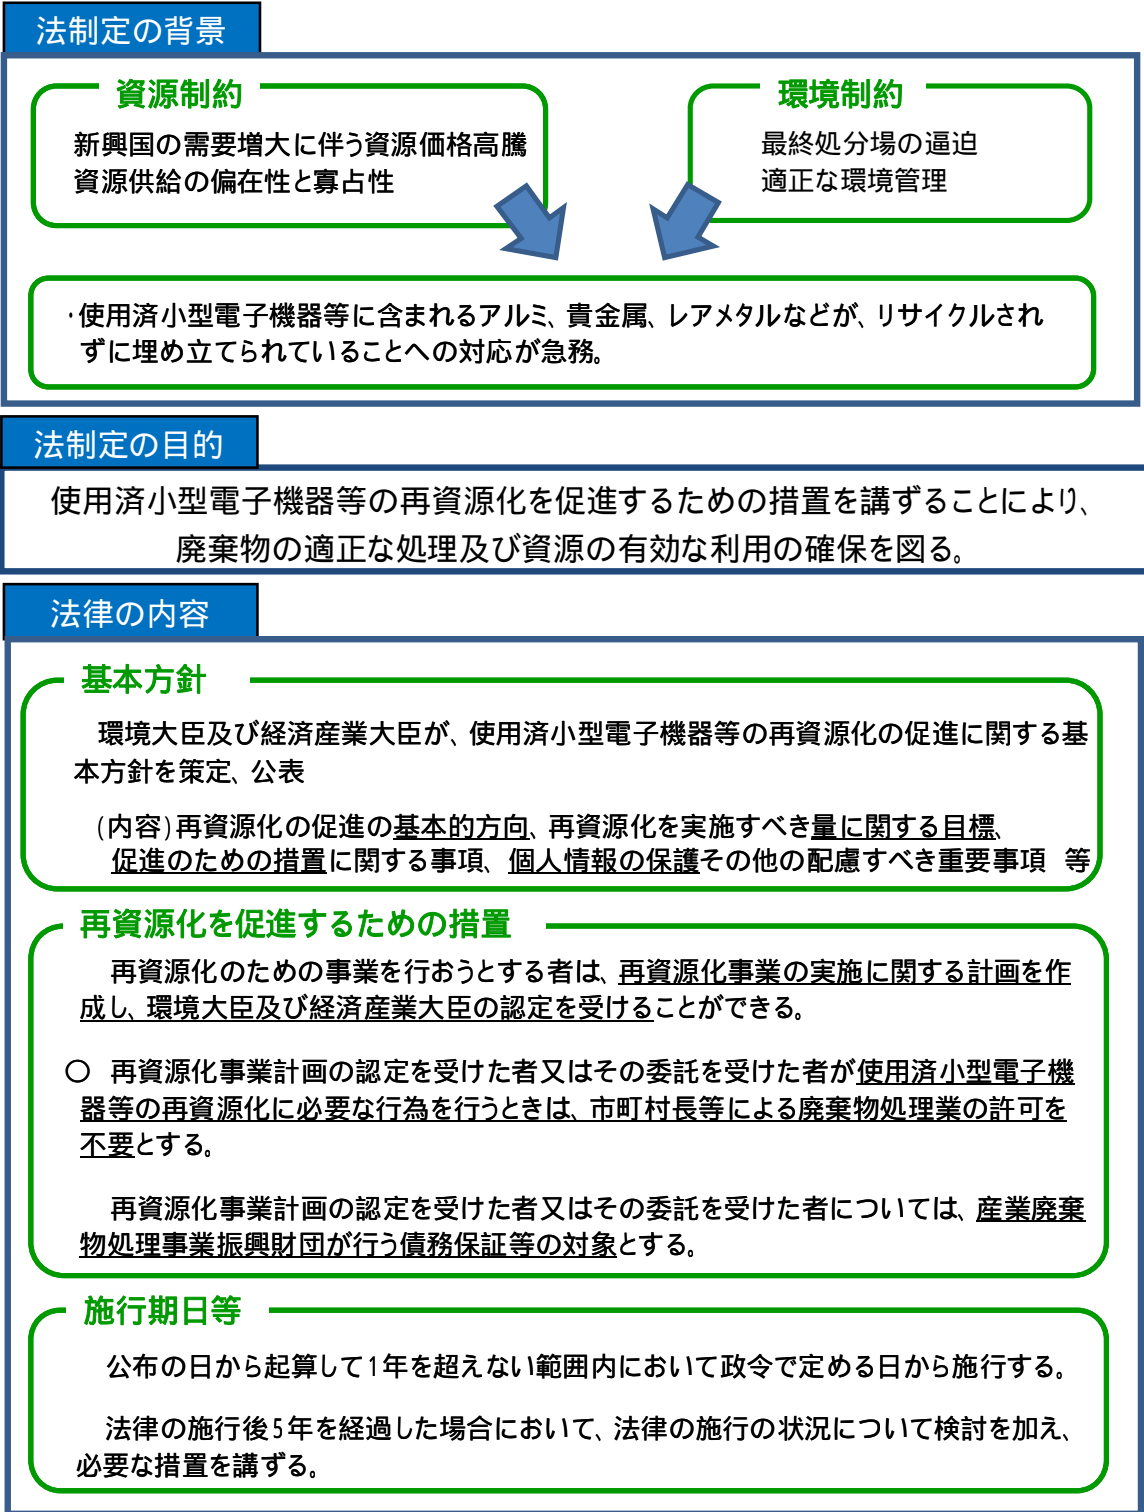 法制定の背景
資源制約
新興国の需要増大に伴う資源価格高騰
資源供給の偏在性と寡占性
環境制約
最終処分場の逼迫
適正な環境管理
・使用済小型電子機器等に含まれるアルミ、貴金属、レアメタルなどが、リサイクルされ
ずに埋め立てられていることへの対応が急務。
法制定の目的
使用済小型電子機器等の再資源化を促進するための措置を講ずることにより、
廃棄物の適正な処理及び資源の有効な利用の確保を図る。
法律の内容
基本方針
環境大臣及び経済産業大臣が、使用済小型電子機器等の再資源化の促進に関する基
本方針を策定、公表
(内容)再資源化の促進の基本的方向、再資源化を実施すべき量に関する目標、
促進のための措置に関する事項、個人情報の保護その他の配慮すべき重要事項 等
再資源化を促進するための措置
再資源化のための事業を行おうとする者は、再資源化事業の実施に関する計画を作
成し、環境大臣及び経済産業大臣の認定を受けることができる。
○ 再資源化事業計画の認定を受けた者又はその委託を受けた者が使用済小型電子機
器等の再資源化に必要な行為を行うときは、市町村長等による廃棄物処理業の許可を
不要とする。
再資源化事業計画の認定を受けた者又はその委託を受けた者については、産業廃棄
物処理事業振興財団が行う債務保証等の対象とする。
施行期日等
公布の日から起算して1年を超えない範囲内において政令で定める日から施行する。
法律の施行後5年を経過した場合において、法律の施行の状況について検討を加え、
必要な措置を講ずる。